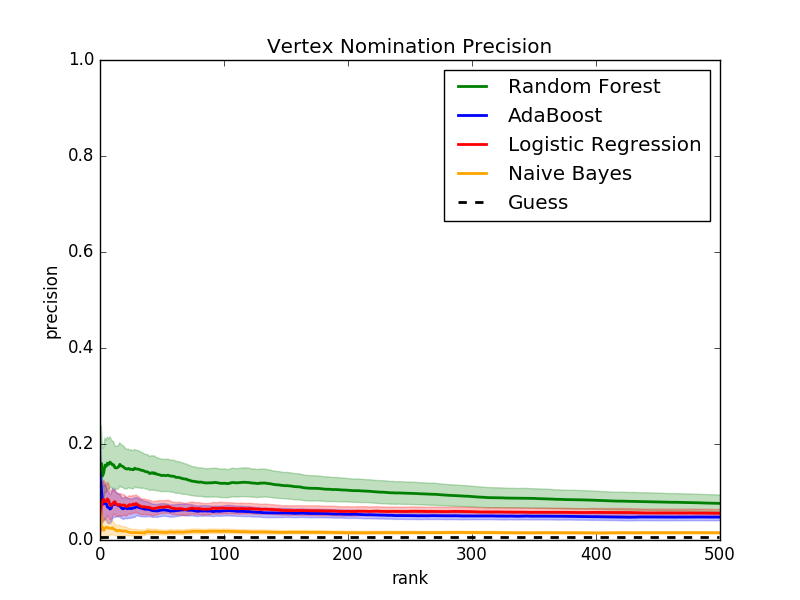 Vertex Nomination Precision
1.0
0.8
0.6
0.4
0.2
0.0
precision
Random Forest
AdaBoost
Logistic Regression
Naive Bayes
Guess
0 100 200 300 400 500
rank